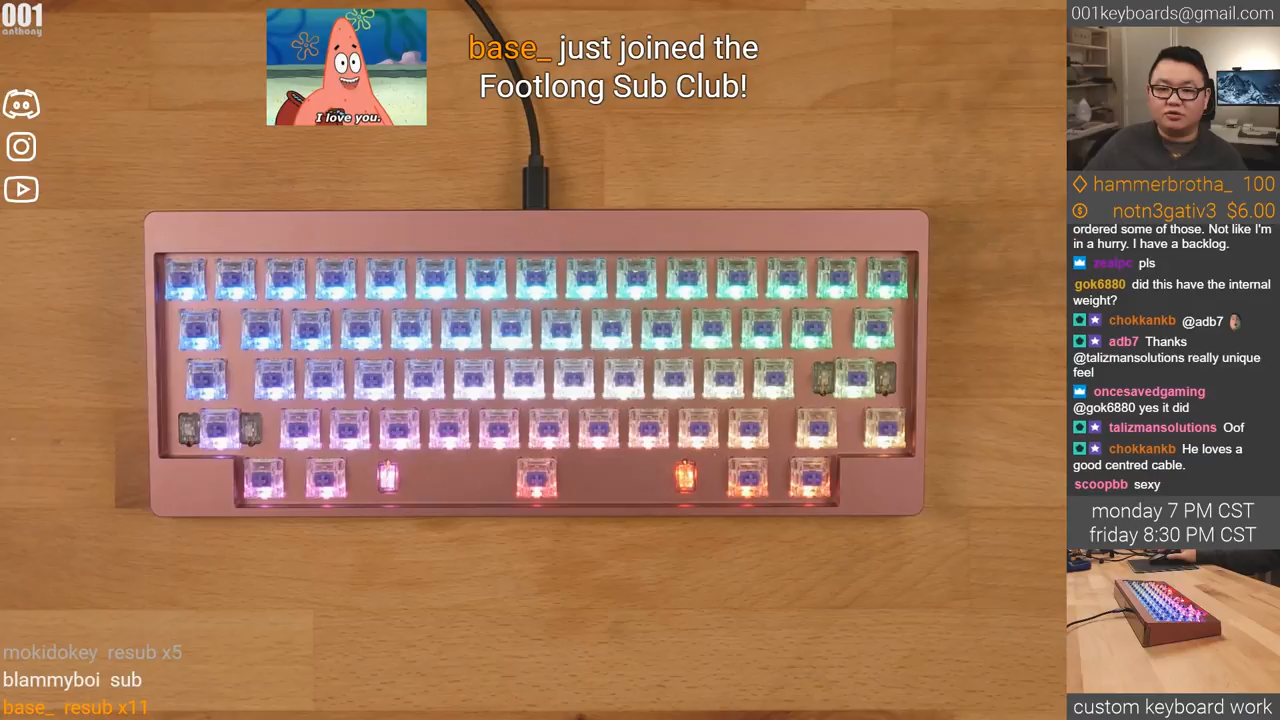 001
anthony
I love you.
base_ just joined the
Footlong Sub Club!
001keyboards@gmail.com
hammerbrotha_ 100
notn3gativ3 $6.00
ordered some of those. Not like I'm
in a hurry. I have a backlog.
zealpc pls
gok6880 did this have the internal
weight?
chokkankb @adb7
adb7 Thanks
@talizmansolutions really unique
feel
oncesavedgaming
@gok6880 yes it did
talizmansolutions Oof
chokkankb He loves a
good centred cable.
scoopbb sexy
monday 7 PM CST
friday 8:30 PM CST
custom keyboard work
mokidokey resub x5
blammyboi sub
base_ resub x11